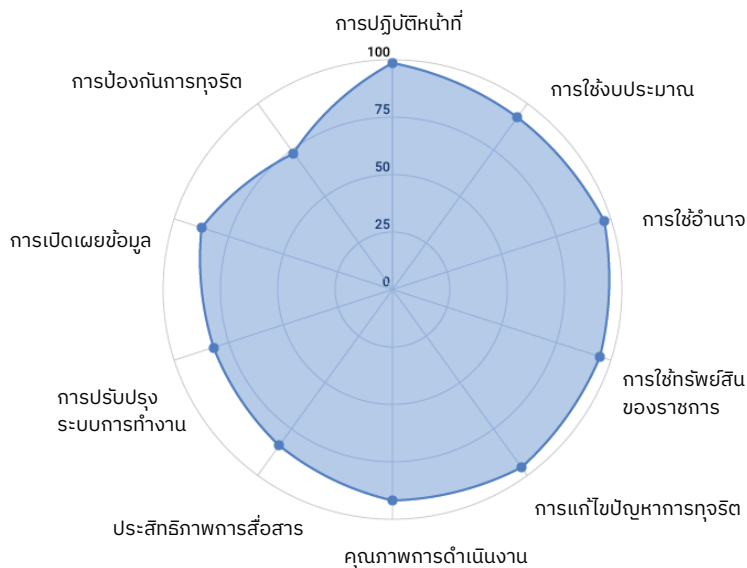 การปฏิบัติหน้าที่
100
การป้องกันการทุจริต
การใช้งบประมาณ
75
50
การใช้อำนาจ
25
การเปิดเผยข้อมูล
0
การใช้ทรัพย์สิน
ของราชการ
การปรับปรุง
ระบบการทำงาน
การแก้ไขปัญหาการทุจริต
ประสิทธิภาพการสื่อสาร
คุณภาพการดำเนินงาน